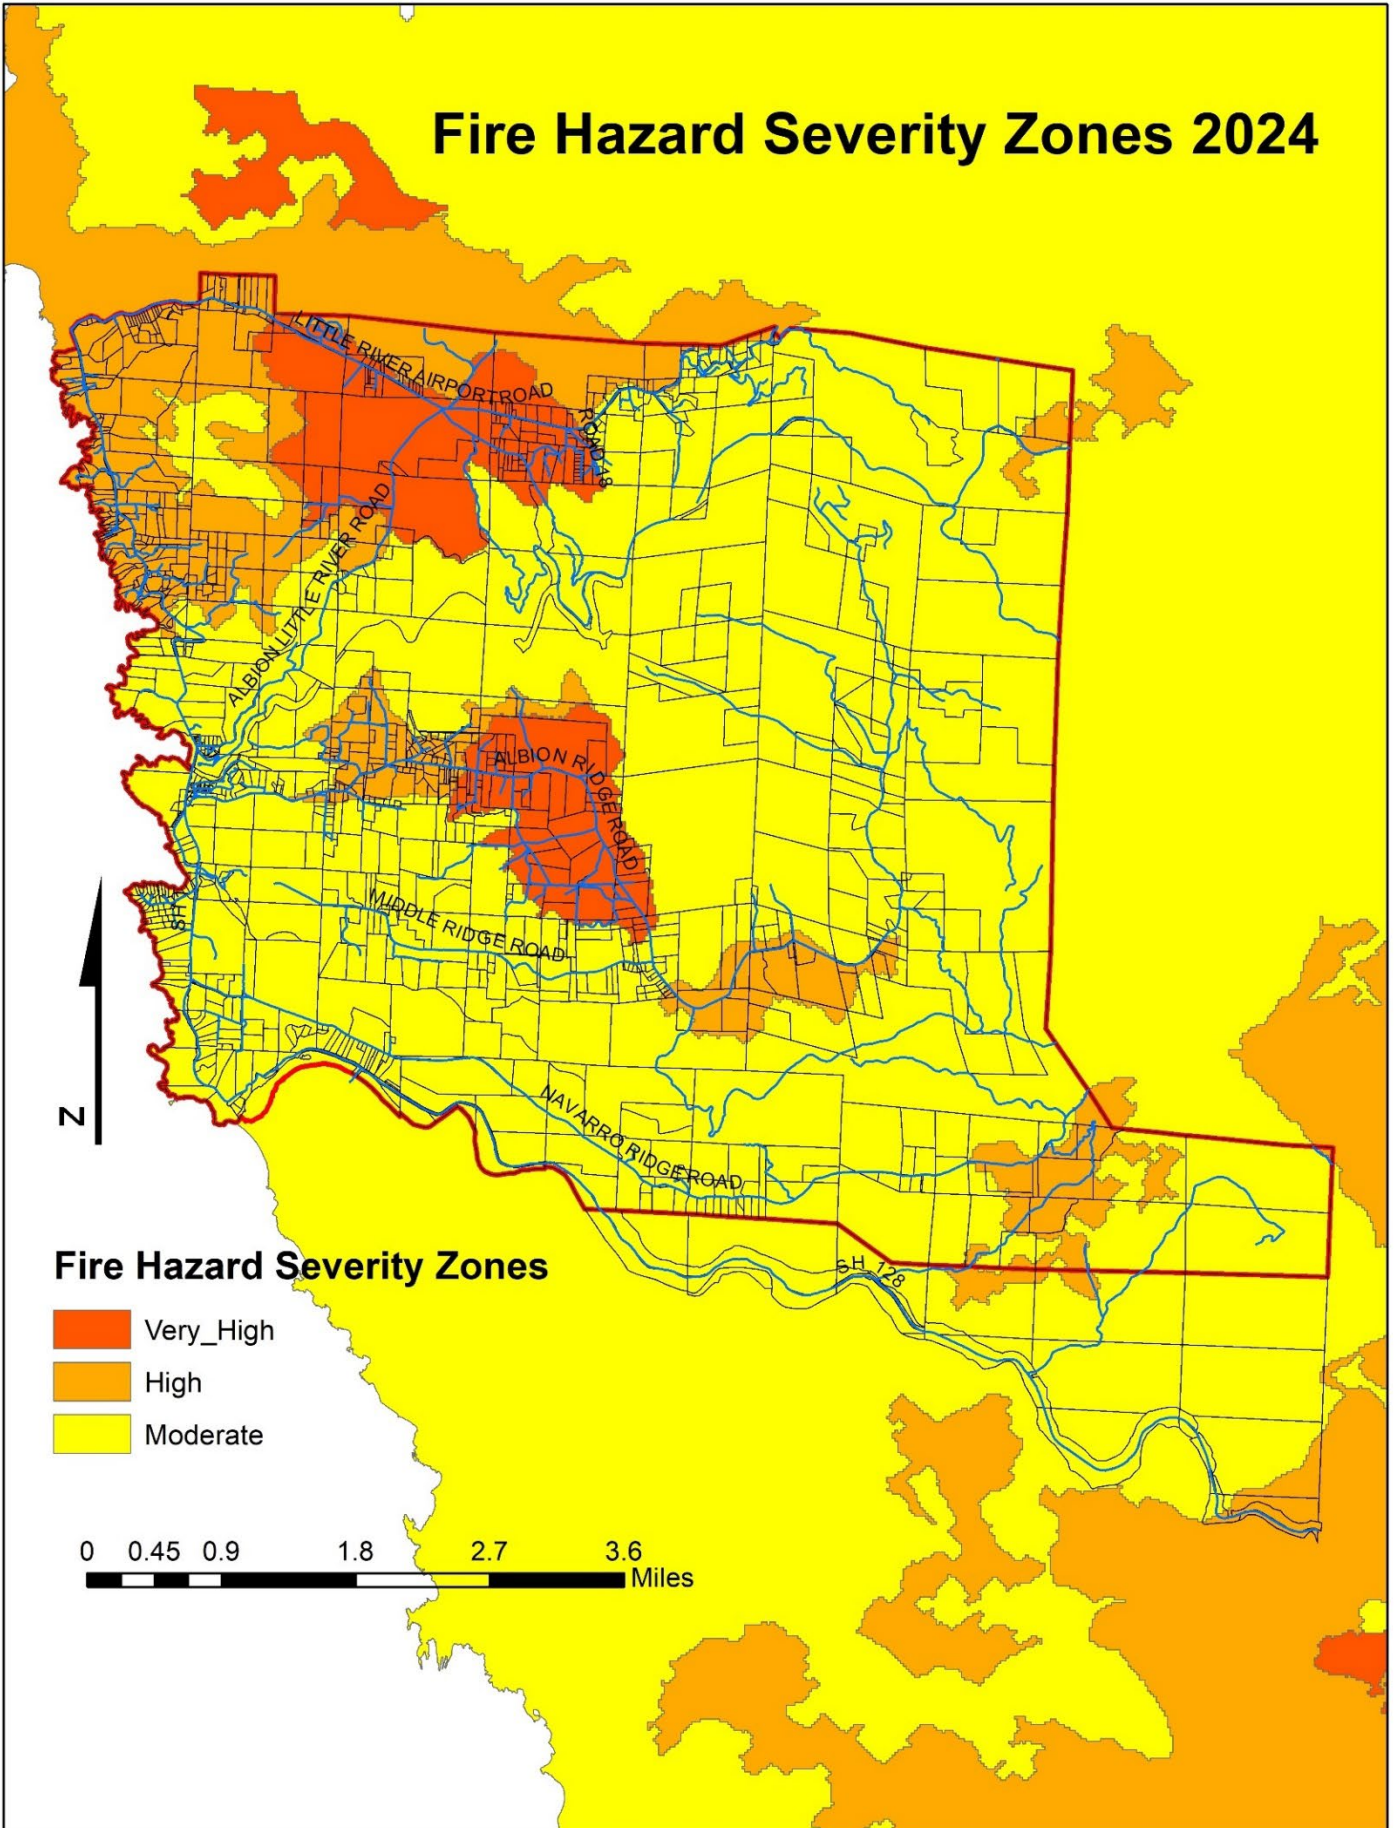 Fire Hazard Severity Zones 2024
LITTLE RIVER AIRPORT ROAD
ROAD 18
ALBION LITTLE RIVER ROAD
ALBION RIDGE ROAD
MIDDLE RIDGE ROAD
SH 1
N
NAVARRO RIDGE ROAD
SH 128
Fire Hazard Severity Zones
Very_High
High
Moderate
0 0.45 0.9 1.8 2.7 3.6
Miles